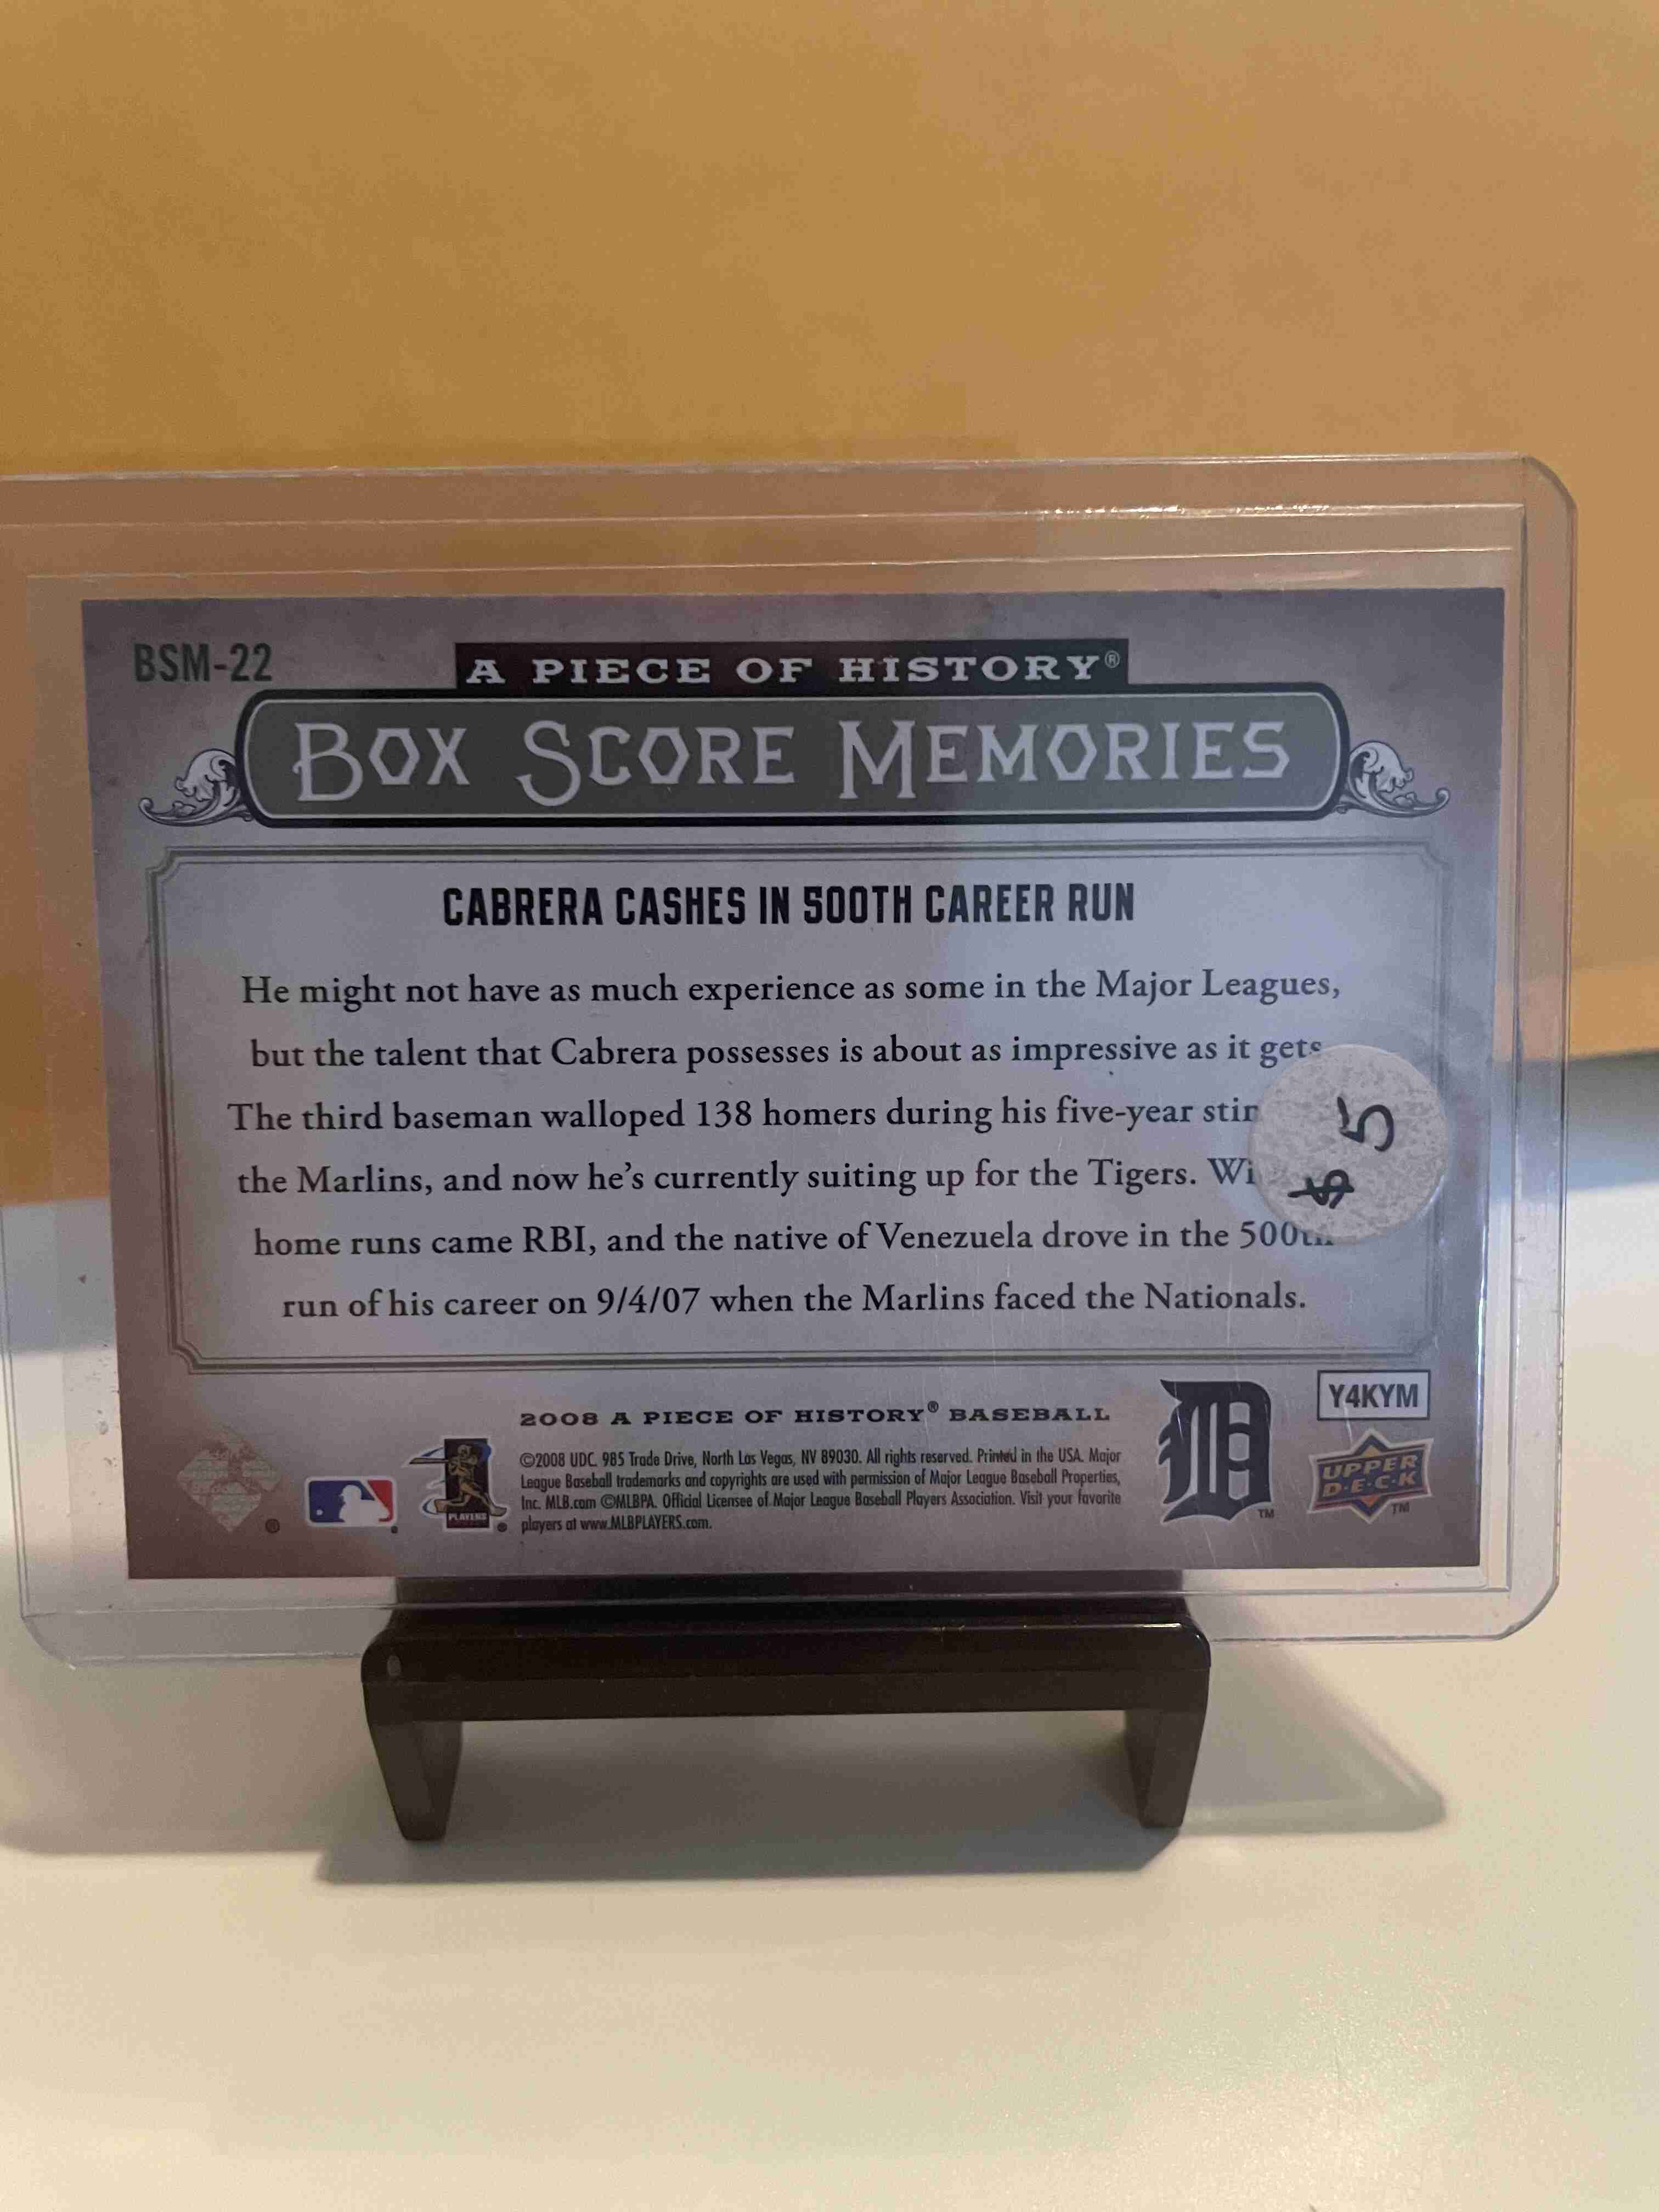 BSM-22
A PIECE OF HISTORY®
BOX SCORE MEMORIES
CABRERA CASHES IN 500TH CAREER RUN
He might not have as much experience as some in the Major Leagues,
but the talent that Cabrera possesses is about as impressive as it gets
The third baseman walloped 138 homers during his five-year
the Marlins, and now he's currently suiting up for the Tigers.
home runs came RBI, and the native of Venezuela drove in the 500th
run of his career on 9/4/07 when the Marlins faced the Nationals.
$5
2008 A PIECE OF HISTORY® BASEBALL
©2008 UDC. 985 Trade Drive, North Las Vegas, NV 89030. All rights reserved. Printed in the USA. Major
League Baseball trademarks and copyrights are used with permission of Major League Baseball Properties,
Inc. MLB.com ©MLBPA. Official Licensee of Major League Baseball Players Association. Visit your favorite
players at www.MLBPLAYERS.com.
PLAYERS
D
TM
Y4KYM
UPPER
D·E·C·K
TM